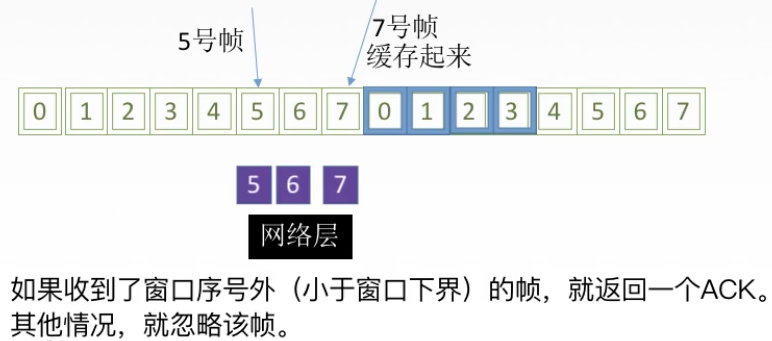 5号帧
7号帧
缓存起来
0 1 2 3 4 5 6 7 0 1 2 3 4 5 6 7
5 6 7
网络层
如果收到了窗口序号外（小于窗口下界）的帧，就返回一个ACK。
其他情况，就忽略该帧。